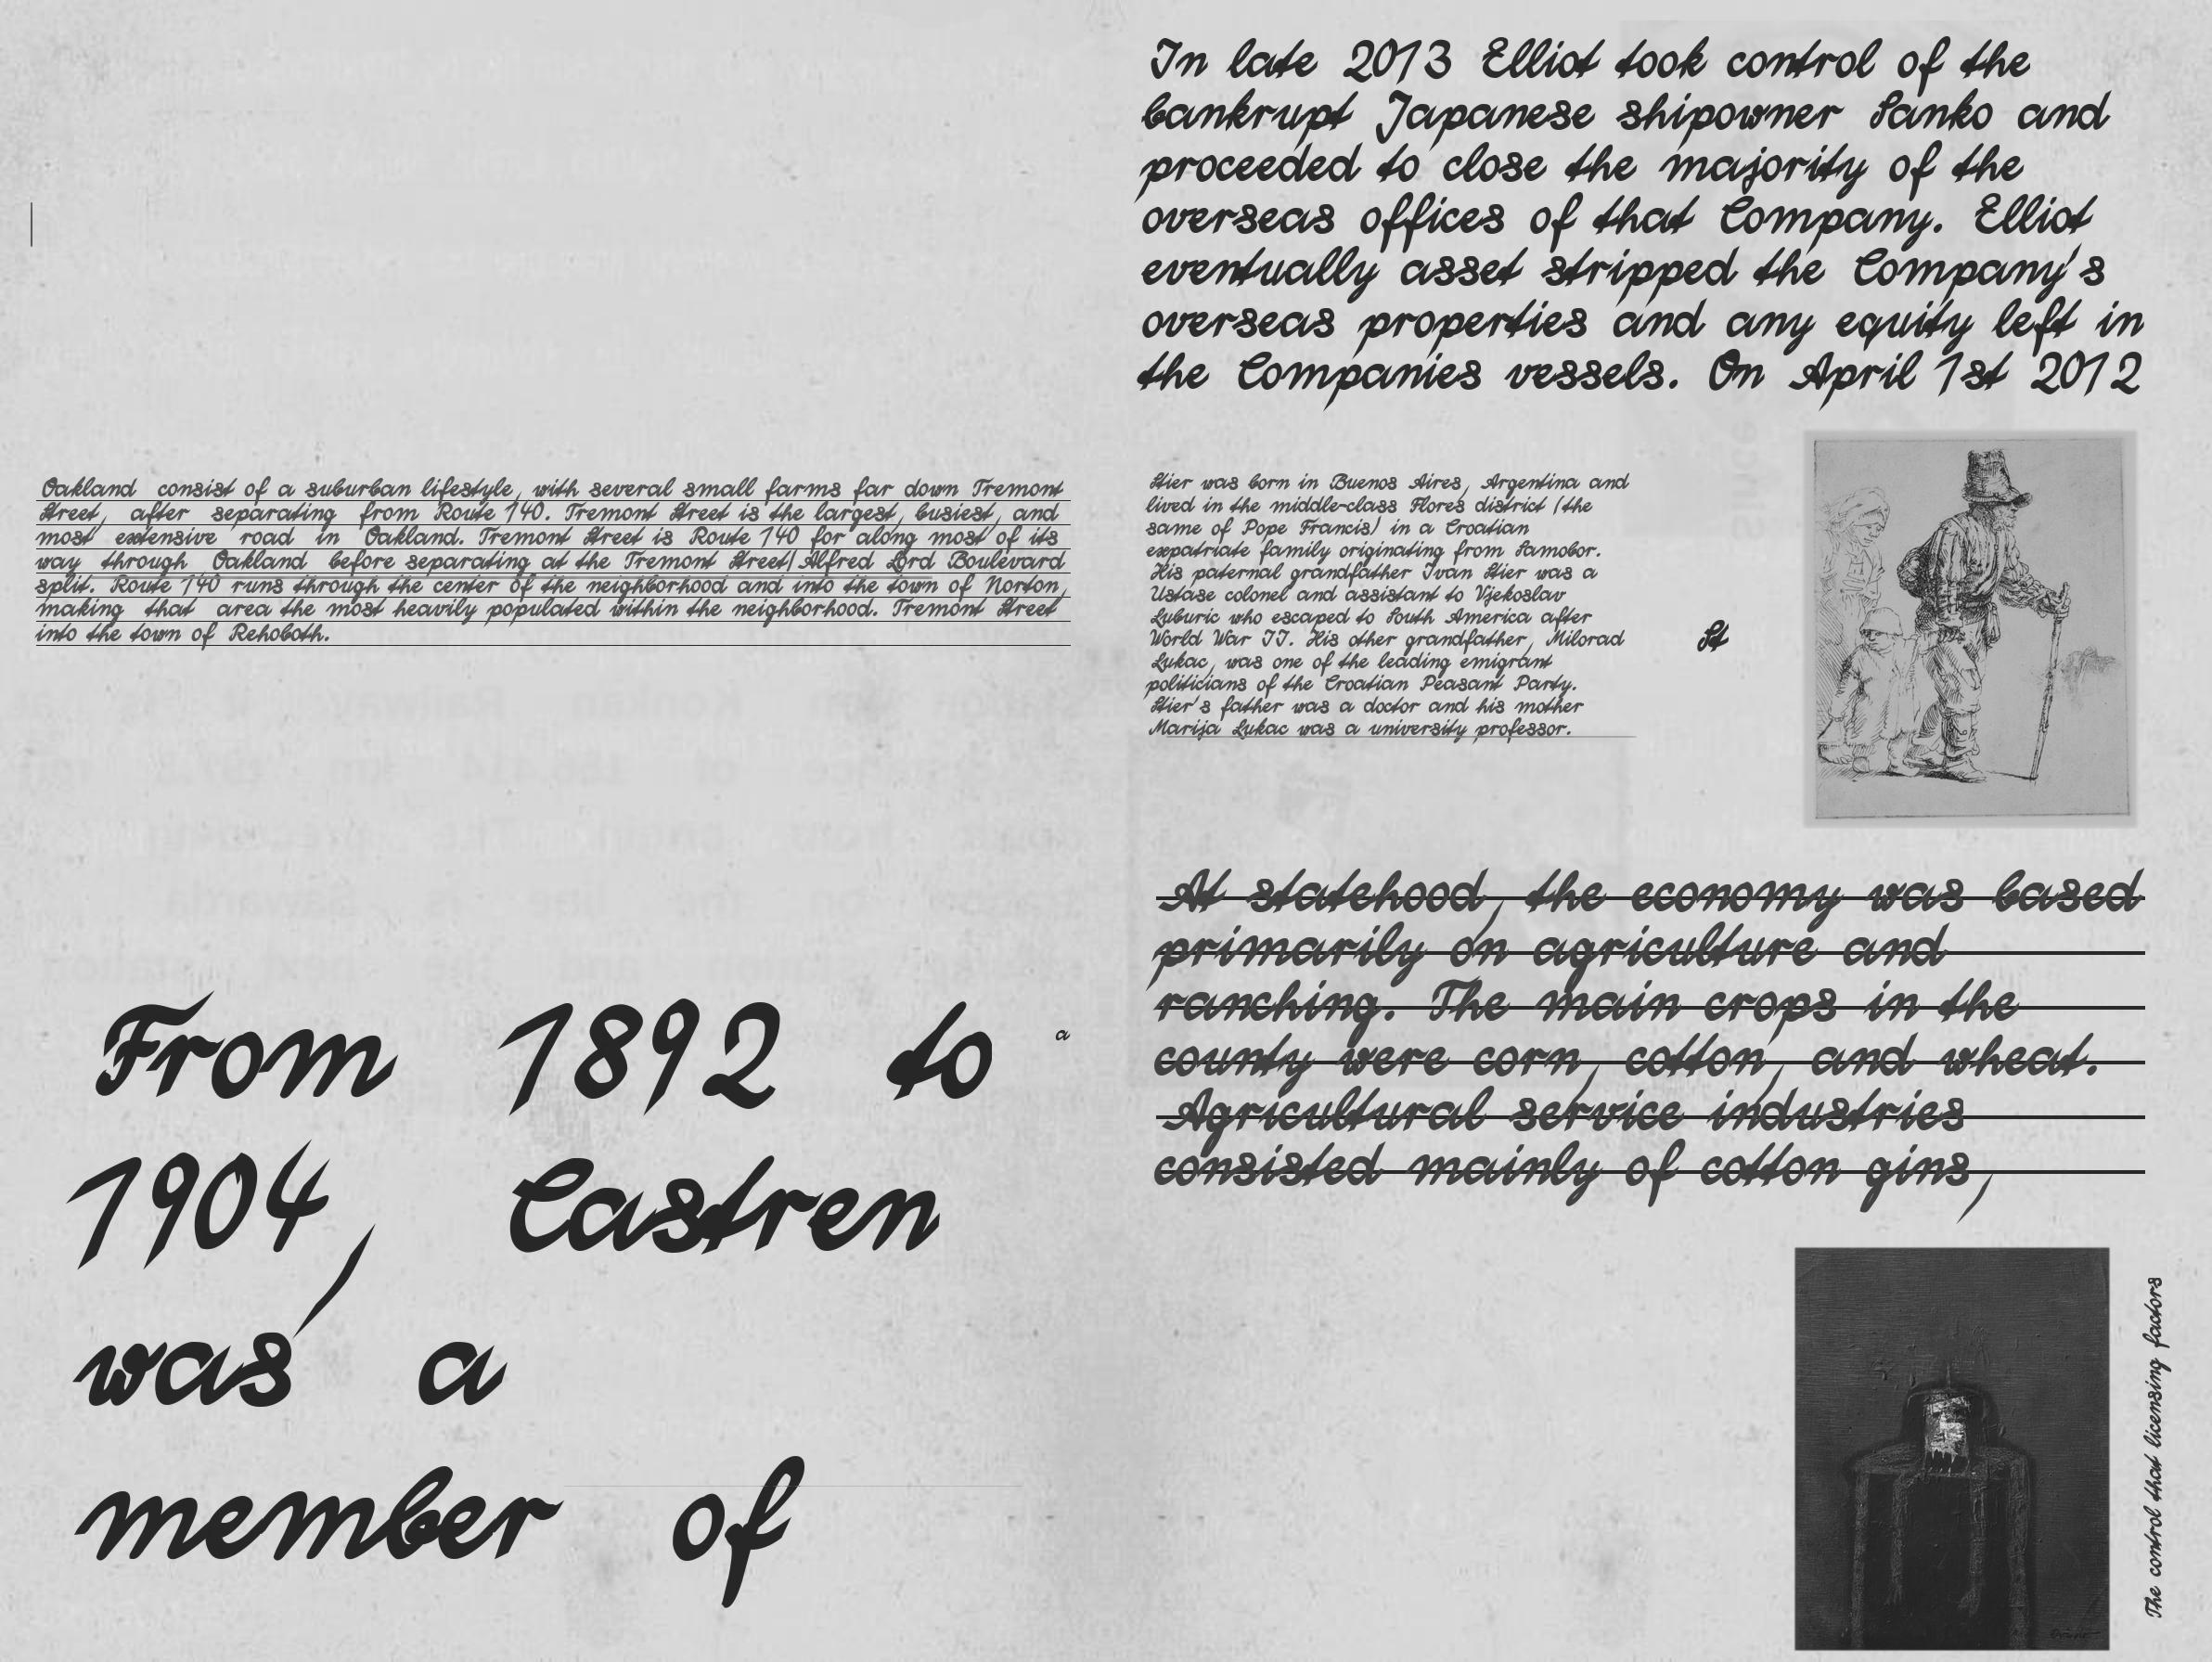 Oakland consist of a suburban lifestyle, with several small farms far down Tremont
Street, after separating from Route 140. Tremont Street is the largest, busiest, and
most extensive road in Oakland. Tremont Street is Route 140 for along most of its
way through Oakland before separating at the Tremont Street/Alfred Lord Boulevard
split. Route 140 runs through the center of the neighborhood and into the town of Norton,
making that area the most heavily populated within the neighborhood. Tremont Street
into the town of Rehoboth.
From 1892 to
1904, Castren
was a
member of
a
In late 2013 Elliot took control of the
bankrupt Japanese shipowner Sanko and
proceeded to close the majority of the
overseas offices of that Company. Elliot
eventually asset stripped the Company's
overseas properties and any equity left in
the Companies vessels. On April 1st 2012
Stier was born in Buenos Aires, Argentina and
lived in the middle-class Flores district (the
same of Pope Francis) in a Croatian
expatriate family originating from Samobor.
His paternal grandfather Ivan Stier was a
Ustase colonel and assistant to Vjekoslav
Luburic who escaped to South America after
World War II. His other grandfather, Milorad
Lukac, was one of the leading emigrant
politicians of the Croatian Peasant Party.
Stier's father was a doctor and his mother
Marija Lukac was a university professor.
St
At statehood, the economy was based
primarily on agriculture and
ranching. The main crops in the
county were corn, cotton, and wheat.
Agricultural service industries
consisted mainly of cotton gins,
The control that licensing factors